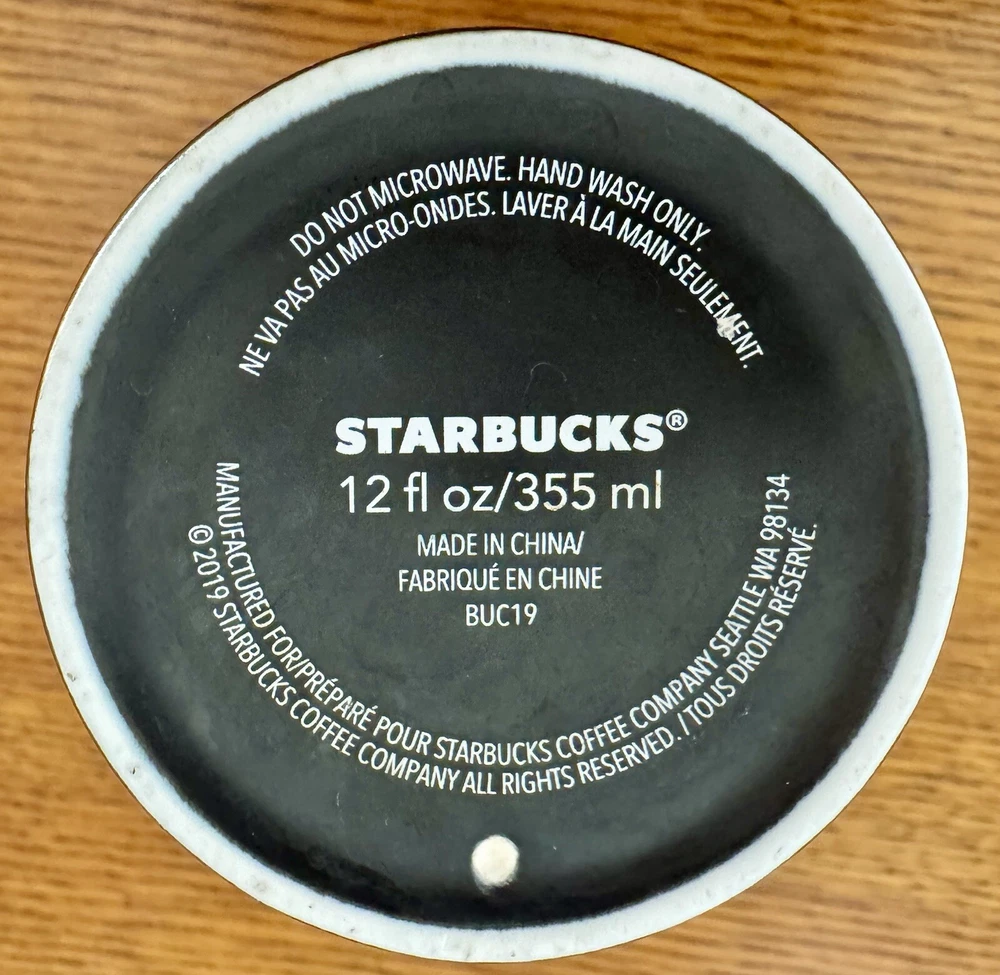 DO NOT MICROWAVE. HAND WASH ONLY.
NE VA PAS AU MICRO-ONDES. LAVER À LA MAIN SEULEMENT.
STARBUCKS®
12 fl oz/355 ml
MADE IN CHINA/
FABRIQUÉ EN CHINE
BUC19
MANUFACTURED FOR/PRÉPARÉ POUR STARBUCKS COFFEE COMPANY SEATTLE WA 98134
© 2019 STARBUCKS COFFEE COMPANY ALL RIGHTS RESERVED. / TOUS DROITS RÉSERVÉ.